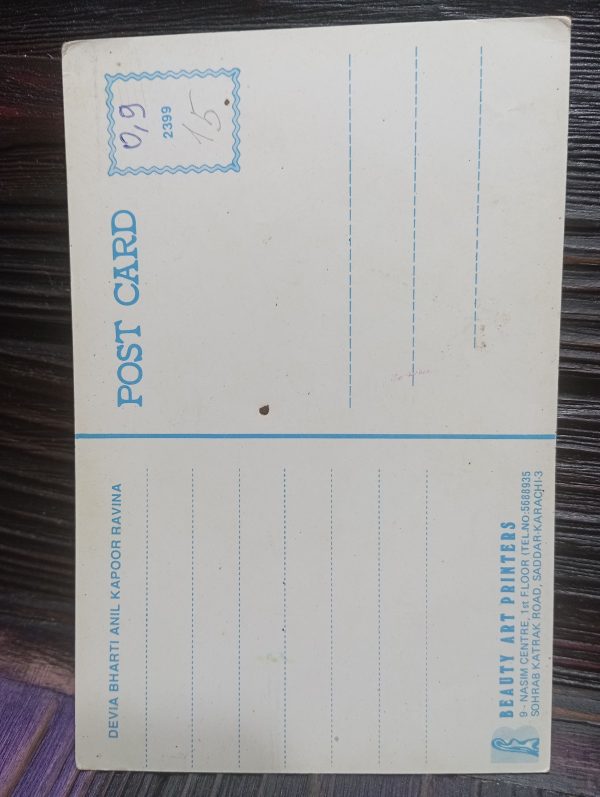 DEVIA BHARTI ANIL KAPOOR RAVINA
POST CARD
0,9
2399
15
BEAUTY ART PRINTERS
9 - NASIM CENTRE, 1st FLOOR (TEL.NO:5688935
SOHRAB KATRAK ROAD, SADDAR-KARACHI-3